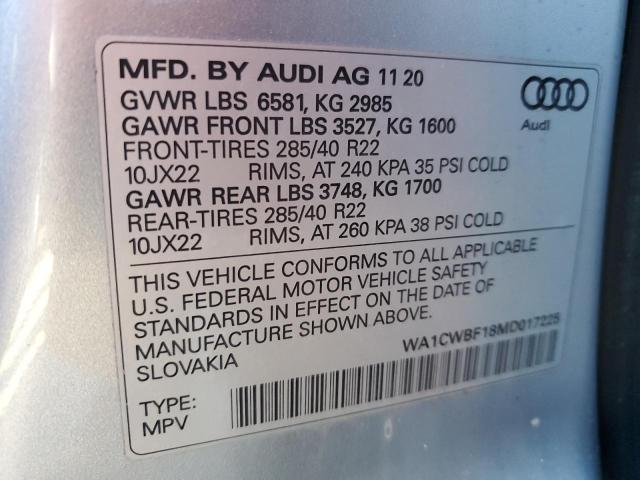 MFD. BY AUDI AG 11 20
GVWR LBS 6581, KG 2985
GAWR FRONT LBS 3527, KG 1600
FRONT-TIRES 285/40 R22
10JX22 RIMS, AT 240 KPA 35 PSI COLD
GAWR REAR LBS 3748, KG 1700
REAR-TIRES 285/40 R22
10JX22 RIMS, AT 260 KPA 38 PSI COLD
Audi
THIS VEHICLE CONFORMS TO ALL APPLICABLE
U.S. FEDERAL MOTOR VEHICLE SAFETY
STANDARDS IN EFFECT ON THE DATE OF
MANUFACTURE SHOWN ABOVE.
SLOVAKIA
WA1CWBF18MD017225
TYPE:
MPV